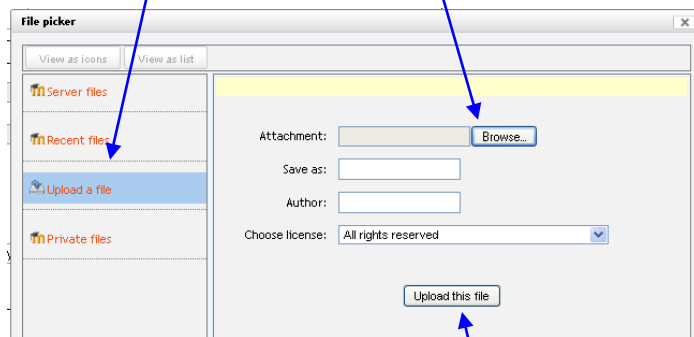 File picker
View as icons View as list
Server files
Recent files
Upload a file
Private files
Attachment: Browse...
Save as:
Author:
Choose license: All rights reserved
Upload this file